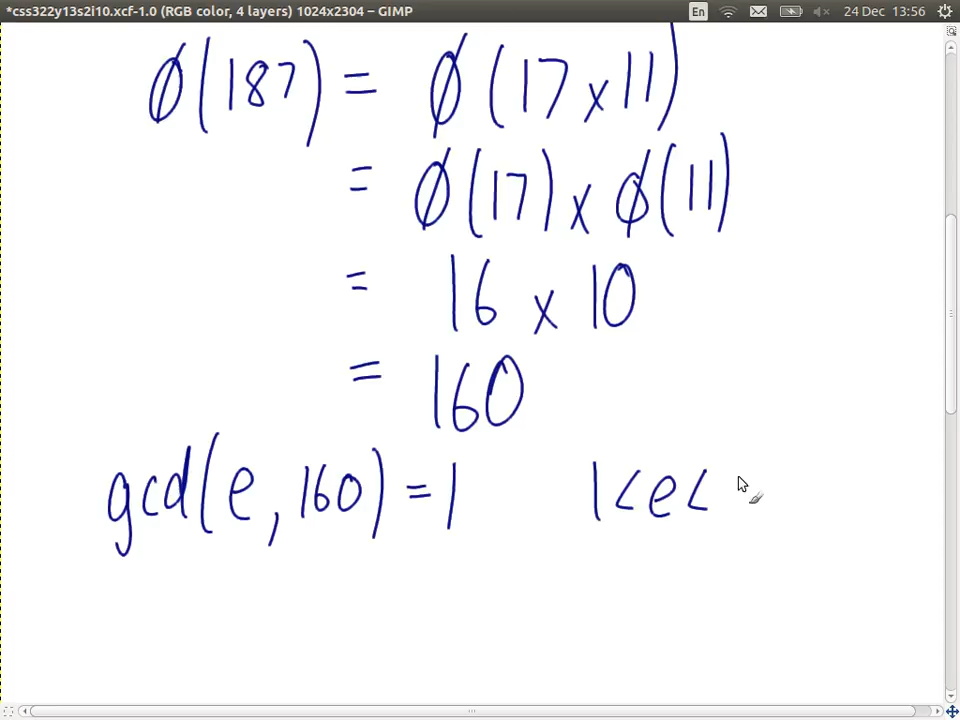 *css322y13s2i10.xcf-1.0 (RGB color, 4 layers) 1024x2304 – GIMP En 24 Dec 13:56
ϕ(187) = ϕ(17 x 11)
= ϕ(17) x ϕ(11)
= 16 x 10
= 160
gcd(e, 160) = 1 1<e<